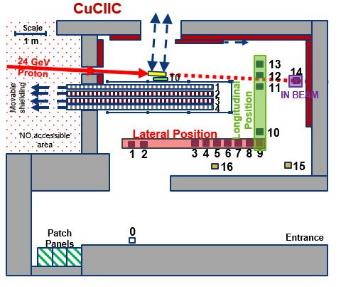 CuCIIC
Scale
1 m
24 GeV
Proton
10
13
12
11
14
IN BEAM
1
2
3
4
Movable
shielding
Longitudinal
Position
10
NO accessible
area
Lateral Position
1 2 3 4 5 6 7 8 9
16
15
0
Patch
Panels
Entrance